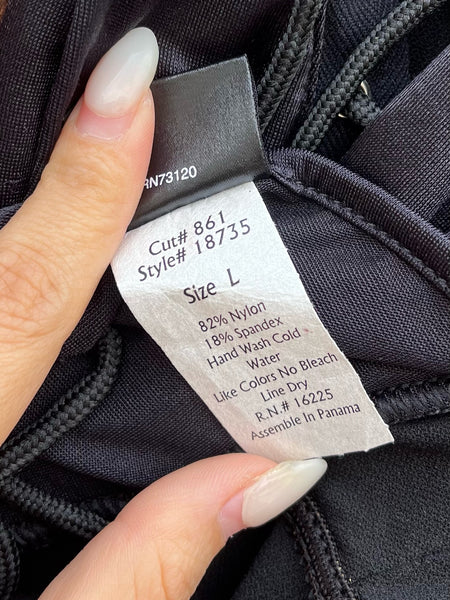 RN73120
Cut# 861
Style# 18735
Size L
82% Nylon
18% Spandex
Hand Wash Cold
Water
Like Colors No Bleach
Line Dry
R.N.# 16225
Assemble In Panama